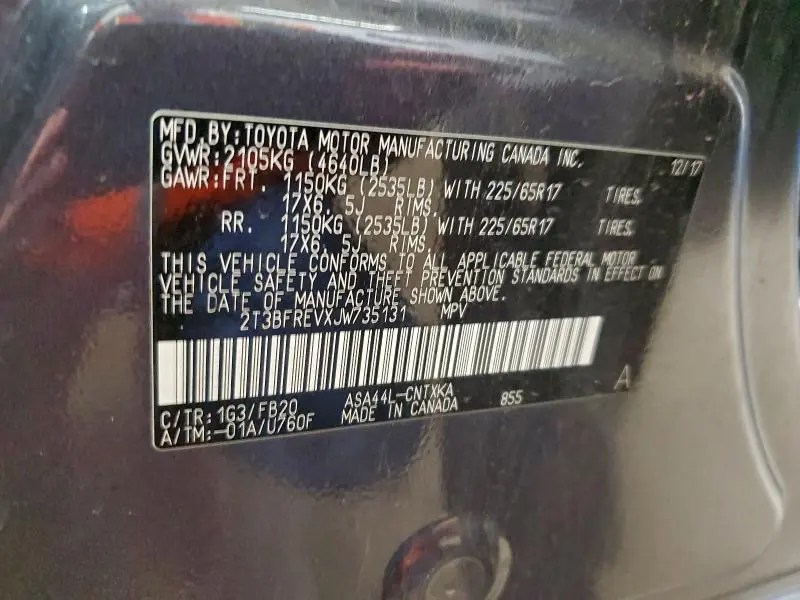 MFD.BY:TOYOTA MOTOR MANUFACTURING CANADA INC.
GVWR:2105KG (4640LB) 12/17
GAWR:FRT. 1150KG (2535LB) WITH 225/65R17 TIRES,
17X6.5J RIMS.
RR. 1150KG (2535LB) WITH 225/65R17 TIRES,
17X6.5J RIMS.
THIS VEHICLE CONFORMS TO ALL APPLICABLE FEDERAL MOTOR
VEHICLE SAFETY AND THEFT PREVENTION STANDARDS IN EFFECT ON
THE DATE OF MANUFACTURE SHOWN ABOVE.
2T3BFREVXJW735131 MPV
A
C/TR:1G3/FB20 ASA44L-CNTXKA 855
A/TM:-01A/U760F MADE IN CANADA